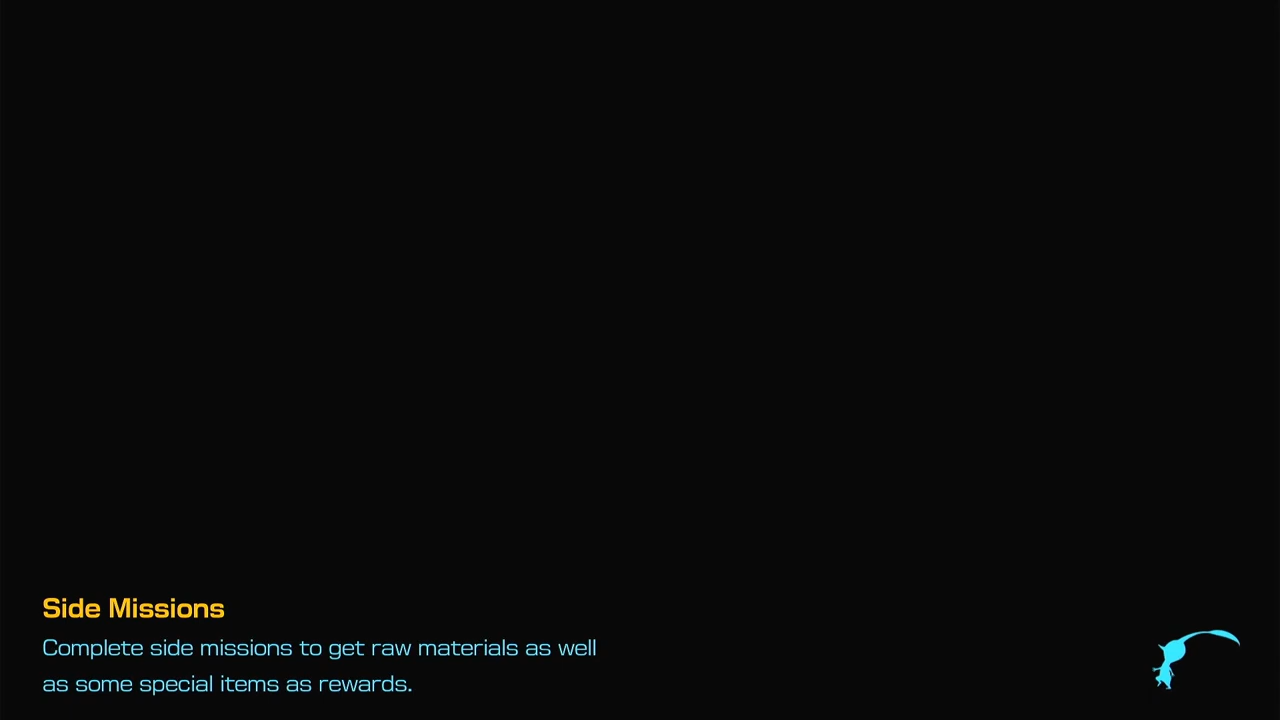 Side Missions
Complete side missions to get raw materials as well
as some special items as rewards.